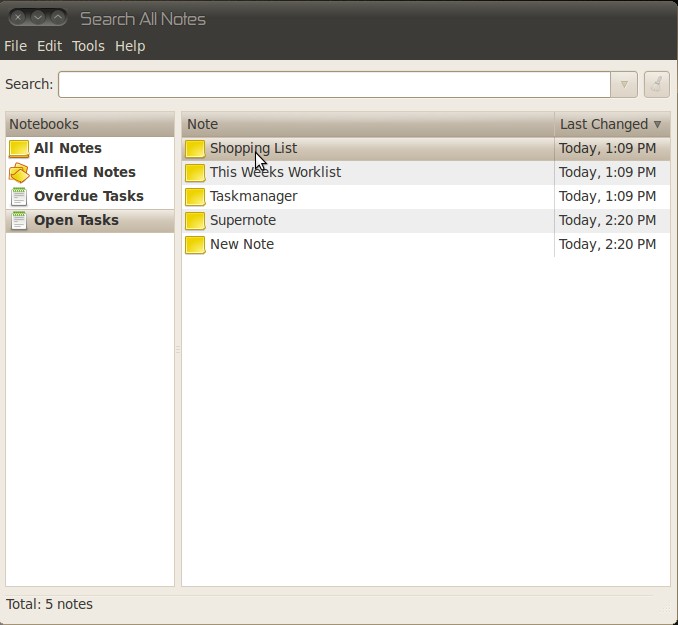 Search All Notes
File Edit Tools Help
Search:
Notebooks
All Notes
Unfiled Notes
Overdue Tasks
Open Tasks
Note Last Changed
Shopping List Today, 1:09 PM
This Weeks Worklist Today, 1:09 PM
Taskmanager Today, 1:09 PM
Supernote Today, 2:20 PM
New Note Today, 2:20 PM
Total: 5 notes